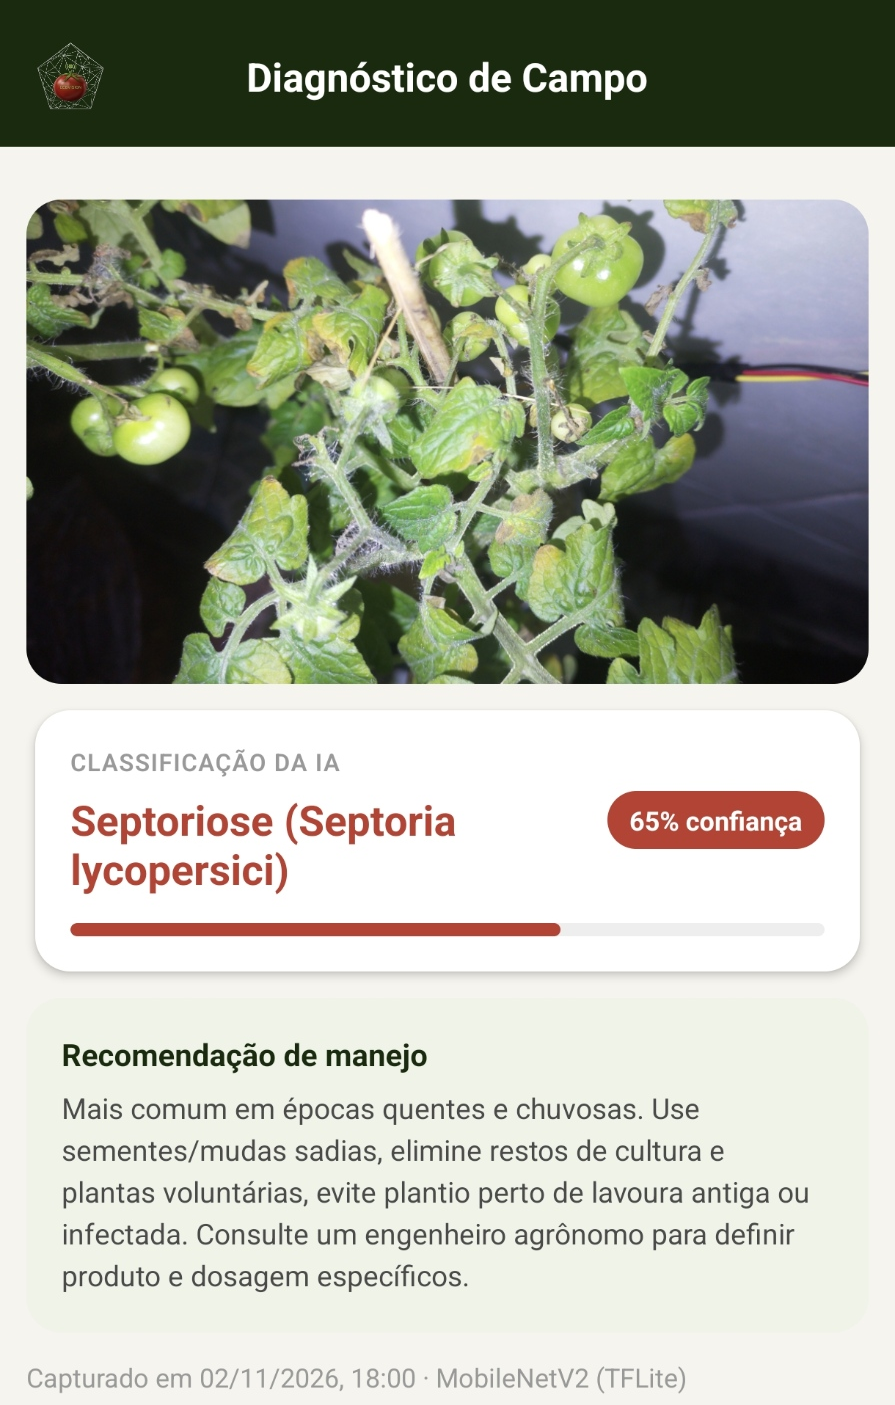 Diagnóstico de Campo
CLASSIFICAÇÃO DA IA
Septoriose (Septoria
lycopersici)
65% confiança
Recomendação de manejo
Mais comum em épocas quentes e chuvosas. Use
sementes/mudas sadias, elimine restos de cultura e
plantas voluntárias, evite plantio perto de lavoura antiga ou
infectada. Consulte um engenheiro agrônomo para definir
produto e dosagem específicos.
Capturado em 02/11/2026, 18:00 · MobileNetV2 (TFLite)